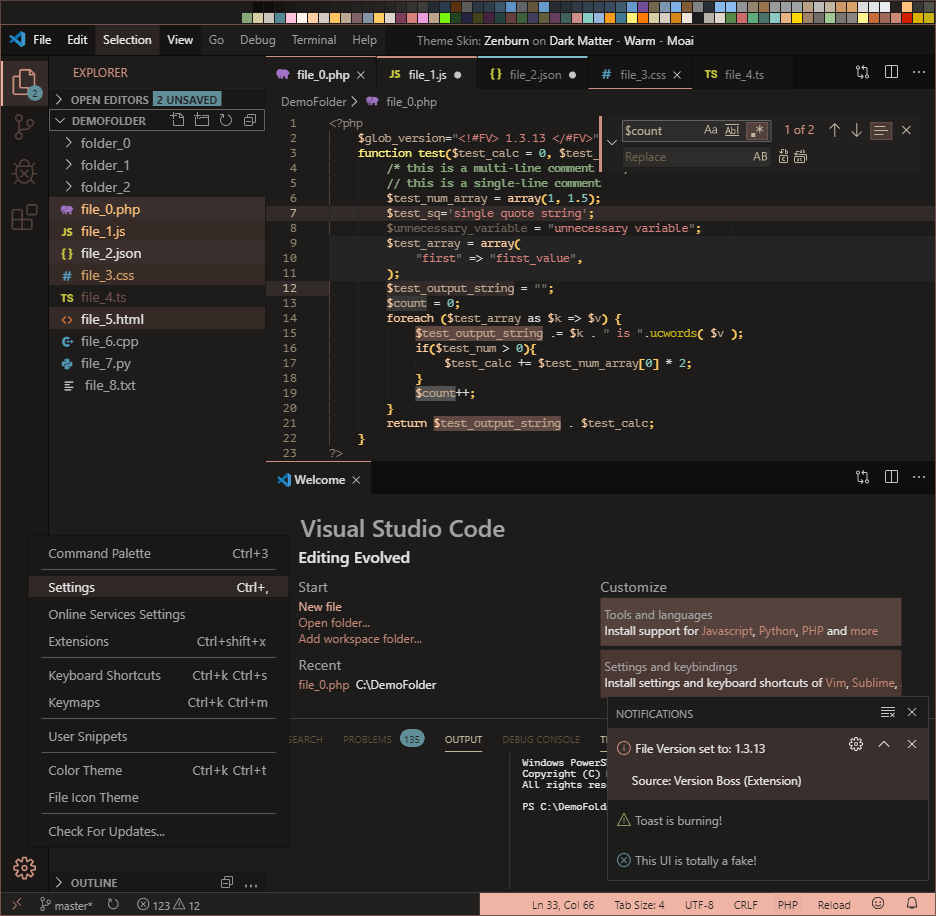 File Edit Selection View Go Debug Terminal Help Theme Skin: Zenburn on Dark Matter - Warm - Moai
EXPLORER
2
OPEN EDITORS 2 UNSAVED
DEMOFOLDER
folder_0
folder_1
folder_2
file_0.php
file_1.js
file_2.json
file_3.css
file_4.ts
file_5.html
file_6.cpp
file_7.py
file_8.txt
file_0.php JS file_1.js {} file_2.json # file_3.css TS file_4.ts
DemoFolder > file_0.php
$count Aa Abl .* 1 of 2
Replace AB
1 <?php
2 $glob_version="<!#FV> 1.3.13 </#FV>"
3 function test($test_calc = 0, $test_
4 /* this is a multi-line comment
5 // this is a single-line comment
6 $test_num_array = array(1, 1.5);
7 $test_sq='single quote string';
8 $unnecessary_variable = "unnecessary variable";
9 $test_array = array(
10 "first" => "first_value",
11 );
12 $test_output_string = "";
13 $count = 0;
14 foreach ($test_array as $k => $v) {
15 $test_output_string .= $k . " is ".ucwords( $v );
16 if($test_num > 0){
17 $test_calc += $test_num_array[0] * 2;
18 }
19 $count++;
20 }
21 return $test_output_string . $test_calc;
22 }
23 ?>
Welcome
Visual Studio Code
Editing Evolved
Start
New file
Open folder...
Add workspace folder...
Recent
file_0.php C:\DemoFolder
Customize
Tools and languages
Install support for Javascript, Python, PHP and more
Settings and keybindings
Install settings and keyboard shortcuts of Vim, Sublime,
Command Palette Ctrl+3
Settings Ctrl+,
Online Services Settings
Extensions Ctrl+shift+x
Keyboard Shortcuts Ctrl+k Ctrl+s
Keymaps Ctrl+k Ctrl+m
User Snippets
Color Theme Ctrl+k Ctrl+t
File Icon Theme
Check For Updates...
SEARCH PROBLEMS 135 OUTPUT DEBUG CONSOLE
Windows PowerS
Copyright (C)
All rights rese
PS C:\DemoFold
NOTIFICATIONS
File Version set to: 1.3.13
Source: Version Boss (Extension)
Toast is burning!
This UI is totally a fake!
OUTLINE
master* 123 12 Ln 33, Col 66 Tab Size: 4 UTF-8 CRLF PHP Reload